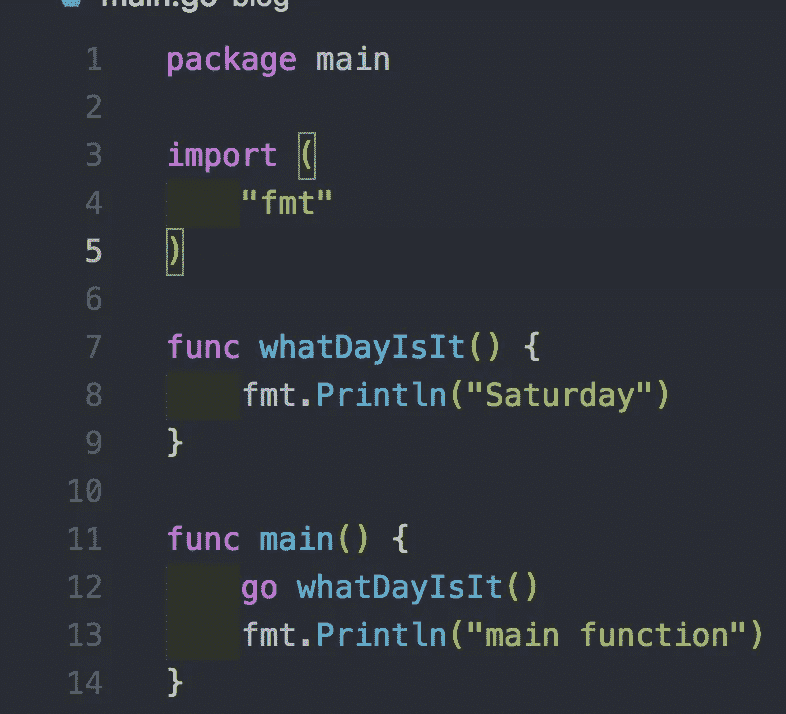 main.go blog
1 package main
2
3 import (
4     "fmt"
5 )
6
7 func whatDayIsIt() {
8     fmt.Println("Saturday")
9 }
10
11 func main() {
12     go whatDayIsIt()
13     fmt.Println("main function")
14 }